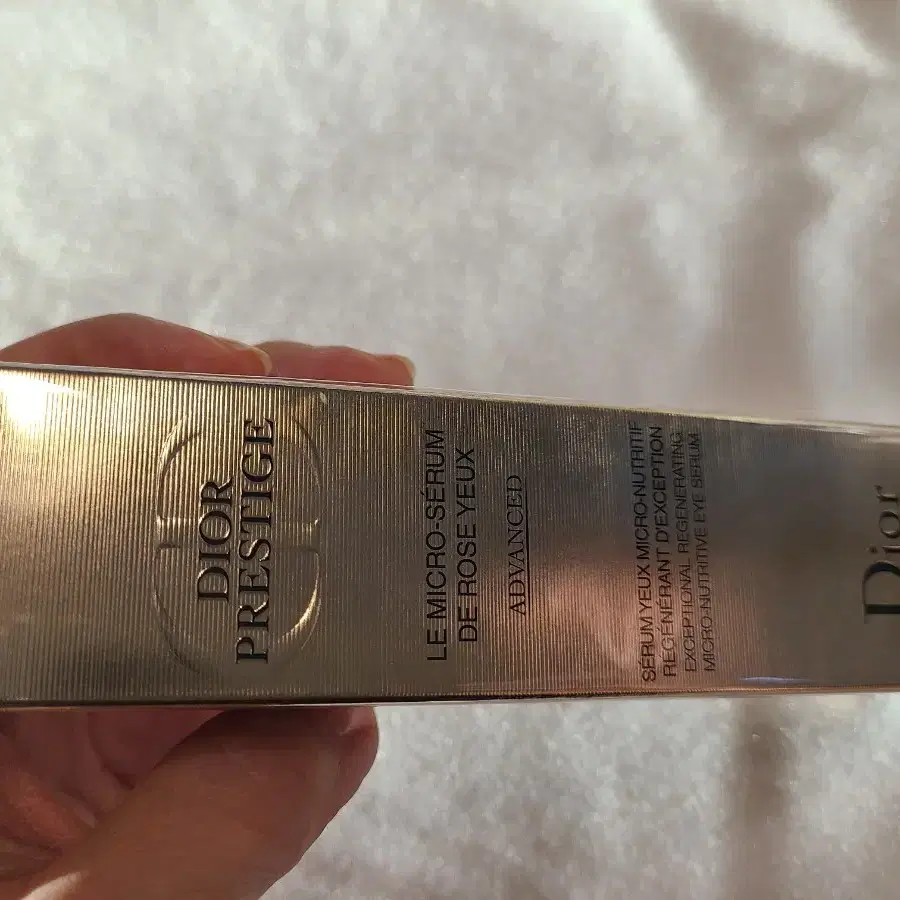 DIOR
PRESTIGE
LE MICRO-SÉRUM
DE ROSE YEUX
ADVANCED
SÉRUM YEUX MICRO-NUTRITIF
RÉGÉNÉRANT D'EXCEPTION
EXCEPTIONAL REGENERATING
MICRO-NUTRITIVE EYE SERUM
Dior